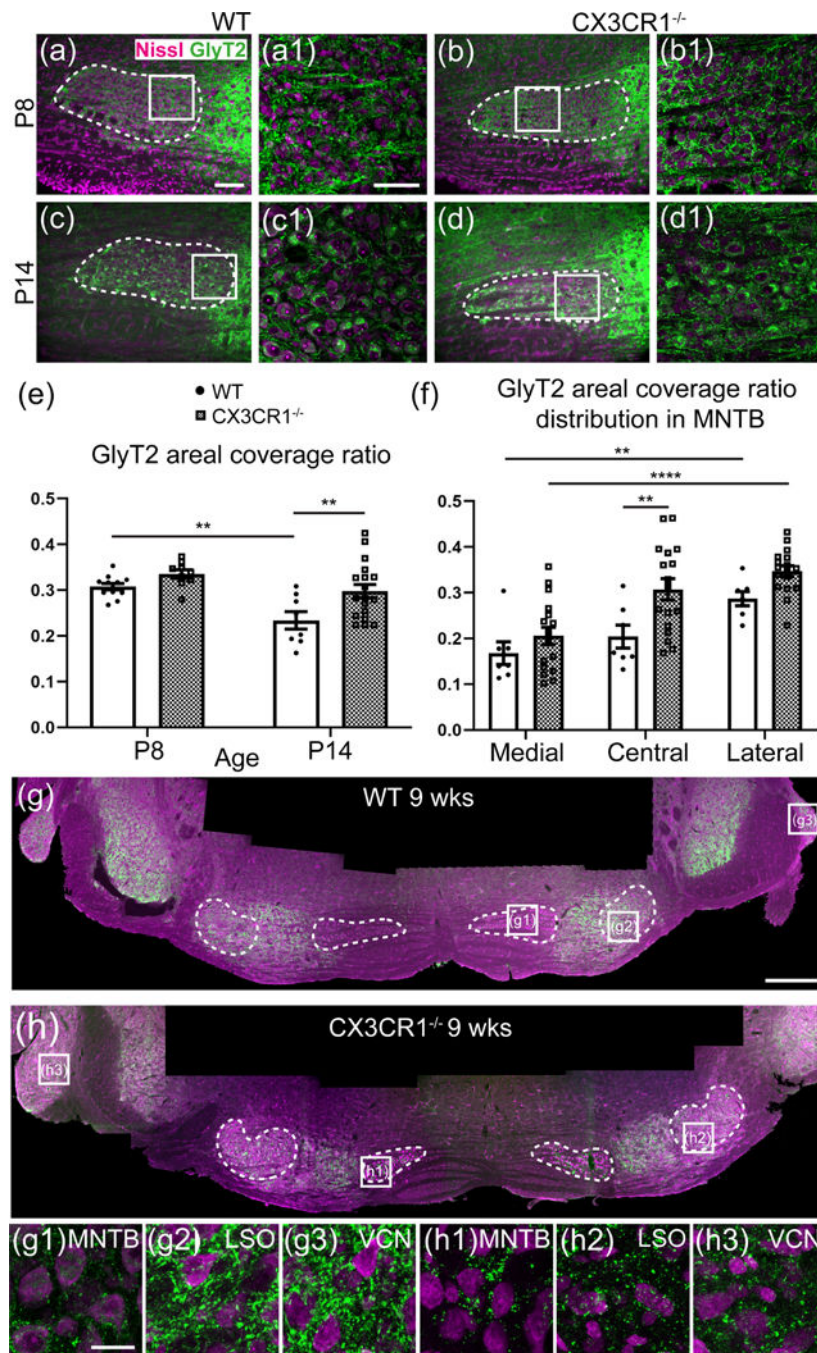 WT
CX3CR1-/-
P8
(a)
Nissl GlyT2
(a1)
(b)
(b1)
P14
(c)
(c1)
(d)
(d1)
(e)
WT
CX3CR1-/-
GlyT2 areal coverage ratio
0.5
0.4
0.3
0.2
0.1
0.0
**
**
P8
Age
P14
(f)
GlyT2 areal coverage ratio
distribution in MNTB
0.5
0.4
0.3
0.2
0.1
0.0
**
****
**
Medial
Central
Lateral
(g)
WT 9 wks
(g1)
(g2)
(g3)
(h)
CX3CR1-/- 9 wks
(h3)
(h1)
(h2)
(g1) MNTB
(g2) LSO
(g3) VCN
(h1) MNTB
(h2) LSO
(h3) VCN